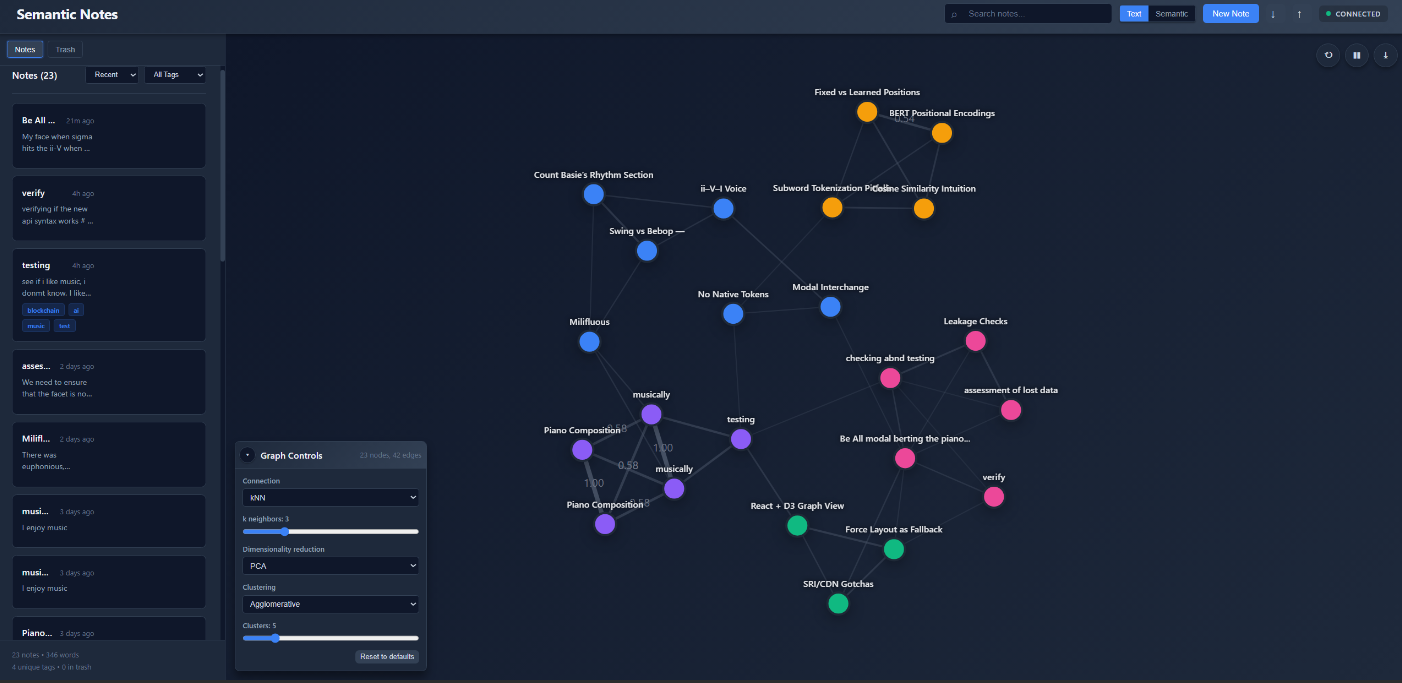 Semantic Notes
Search notes...
Text
Semantic
New Note
↓
↑
CONNECTED
Notes
Trash
Notes (23)
Recent
All Tags
Be All ...
21m ago
My face when sigma
hits the ii-V when ...
verify
4h ago
verifying if the new
api syntax works # ...
testing
4h ago
see if i like music, i
donmt know. I like...
blockchain
ai
music
test
asses...
2 days ago
We need to ensure
that the facet is no...
Milifl...
2 days ago
There was
euphonious,...
musi...
3 days ago
I enjoy music
musi...
3 days ago
I enjoy music
Piano...
3 days ago
23 notes • 346 words
4 unique tags • 0 in trash
Graph Controls
23 nodes, 42 edges
Connection
kNN
k neighbors: 3
Dimensionality reduction
PCA
Clustering
Agglomerative
Clusters: 5
Reset to defaults
Fixed vs Learned Positions
BERT Positional Encodings
0.54
Count Basie's Rhythm Section
ii–V–I Voice
Subword Tokenization
Cosine Similarity Intuition
Swing vs Bebop —
No Native Tokens
Modal Interchange
Milifluous
Leakage Checks
checking abnd testing
assessment of lost data
musically
testing
Piano Composition
0.58
1.00
Be All modal berting the piano...
0.58
musically
1.00
verify
Piano Composition
0.58
React + D3 Graph View
Force Layout as Fallback
SRI/CDN Gotchas